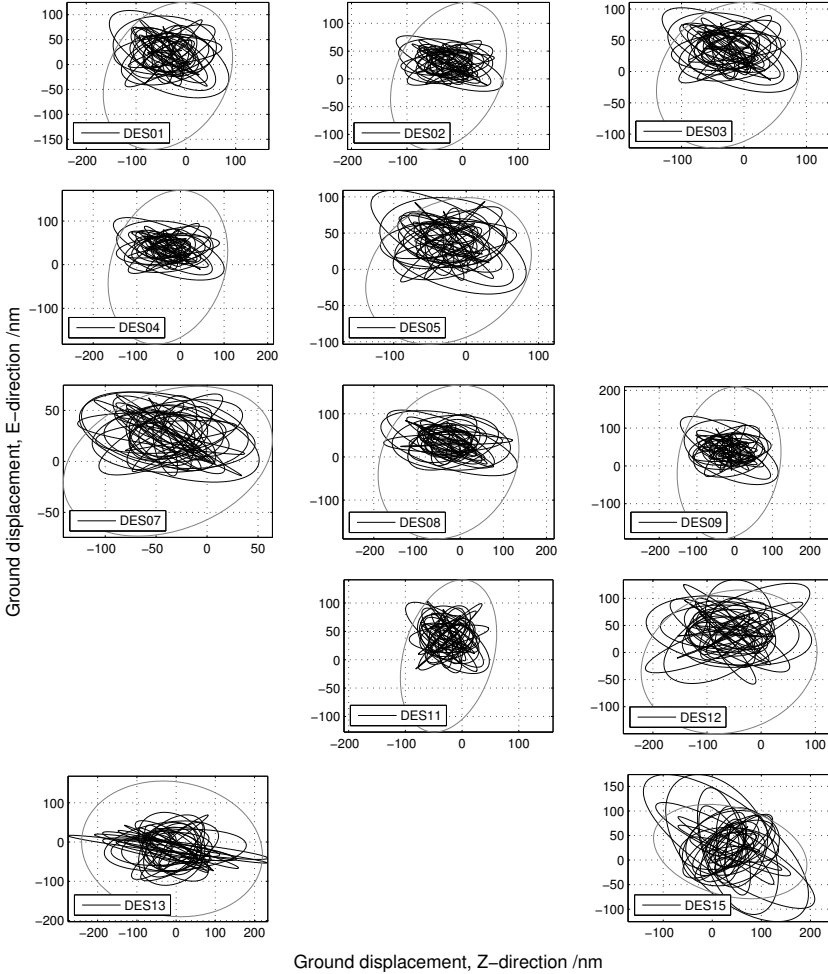 100
50
0
−50
−100
−150
DES01
−200 −100 0 100
100
50
0
−50
−100
DES02
−200 −100 0 100
100
50
0
−50
−100
DES03
−100 0 100
100
0
−100
DES04
−200 −100 0 100 200
100
50
0
−50
−100
DES05
−100 0 100
50
0
−50
DES07
−100 −50 0 50
100
0
−100
DES08
−200 −100 0 100 200
200
100
0
−100
DES09
−200 −100 0 100 200
100
50
0
−50
−100
DES11
−200 −100 0 100
100
50
0
−50
−100
DES12
−200 −100 0 100
100
0
−100
−200
DES13
−200 −100 0 100 200
150
100
50
0
−50
−100
DES15
−100 0 100 200
Ground displacement, E−direction /nm
Ground displacement, Z−direction /nm